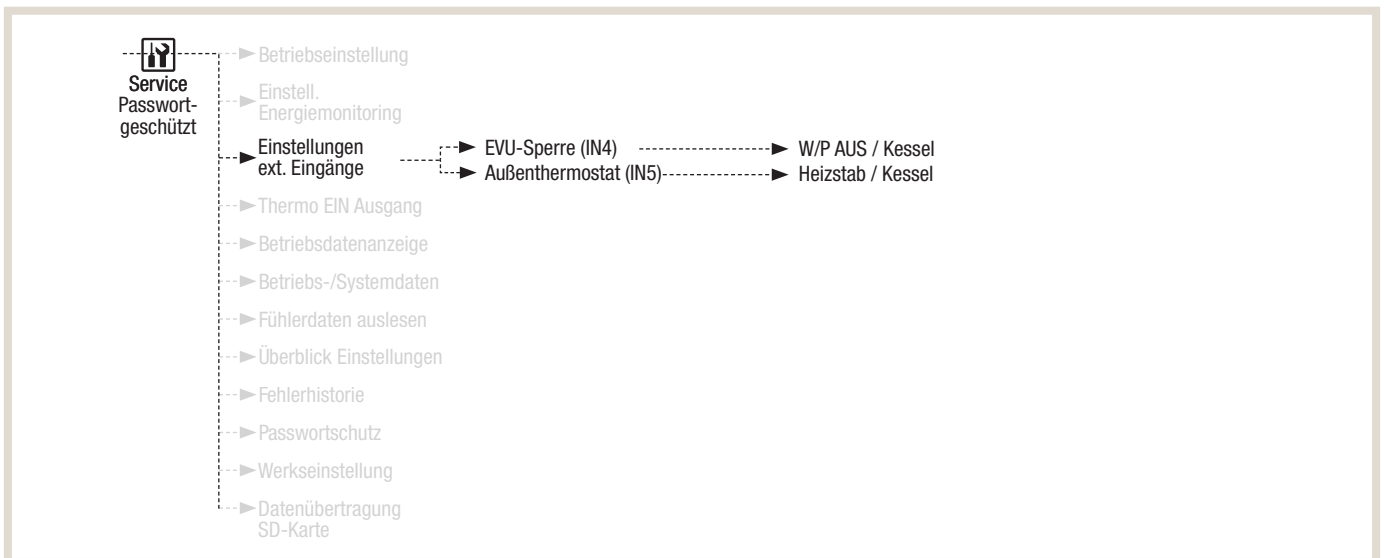 Service
Passwort-
geschützt
Betriebseinstellung
Einstell.
Energiemonitoring
Einstellungen
ext. Eingänge
EVU-Sperre (IN4)
W/P AUS / Kessel
Außenthermostat (IN5)
Heizstab / Kessel
Thermo EIN Ausgang
Betriebsdatenanzeige
Betriebs-/Systemdaten
Fühlerdaten auslesen
Überblick Einstellungen
Fehlerhistorie
Passwortschutz
Werkseinstellung
Datenübertragung
SD-Karte